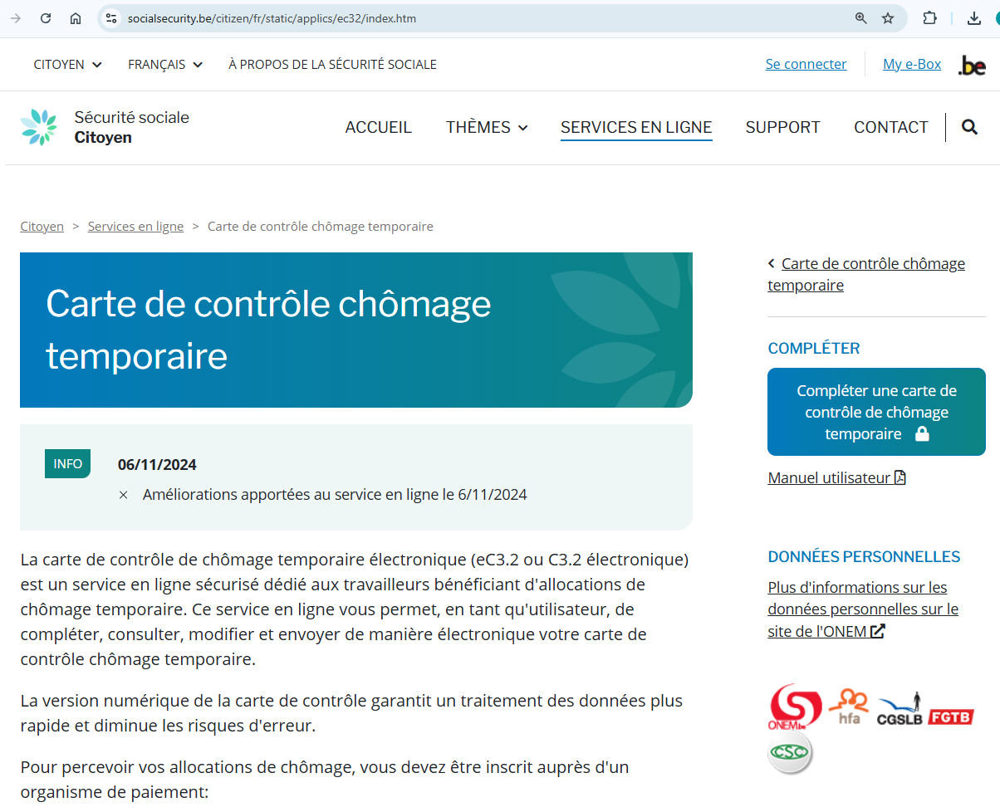 socialsecurity.be/citizen/fr/static/applics/ec32/index.htm
CITOYEN
FRANÇAIS
À PROPOS DE LA SÉCURITÉ SOCIALE
Se connecter
My e-Box
.be
Sécurité sociale
Citoyen
ACCUEIL
THÈMES
SERVICES EN LIGNE
SUPPORT
CONTACT
Citoyen > Services en ligne > Carte de contrôle chômage temporaire
Carte de contrôle chômage
temporaire
INFO
06/11/2024
Améliorations apportées au service en ligne le 6/11/2024
La carte de contrôle de chômage temporaire électronique (eC3.2 ou C3.2 électronique)
est un service en ligne sécurisé dédié aux travailleurs bénéficiant d'allocations de
chômage temporaire. Ce service en ligne vous permet, en tant qu'utilisateur, de
compléter, consulter, modifier et envoyer de manière électronique votre carte de
contrôle chômage temporaire.
La version numérique de la carte de contrôle garantit un traitement des données plus
rapide et diminue les risques d'erreur.
Pour percevoir vos allocations de chômage, vous devez être inscrit auprès d'un
organisme de paiement:
Carte de contrôle chômage
temporaire
COMPLÉTER
Compléter une carte de
contrôle de chômage
temporaire
Manuel utilisateur
DONNÉES PERSONNELLES
Plus d'informations sur les
données personnelles sur le
site de l'ONEM
ONEM.be
hfa
CGSLB
FGTB
CSC